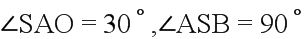 ∠SAO = 30°,∠ASB = 90°